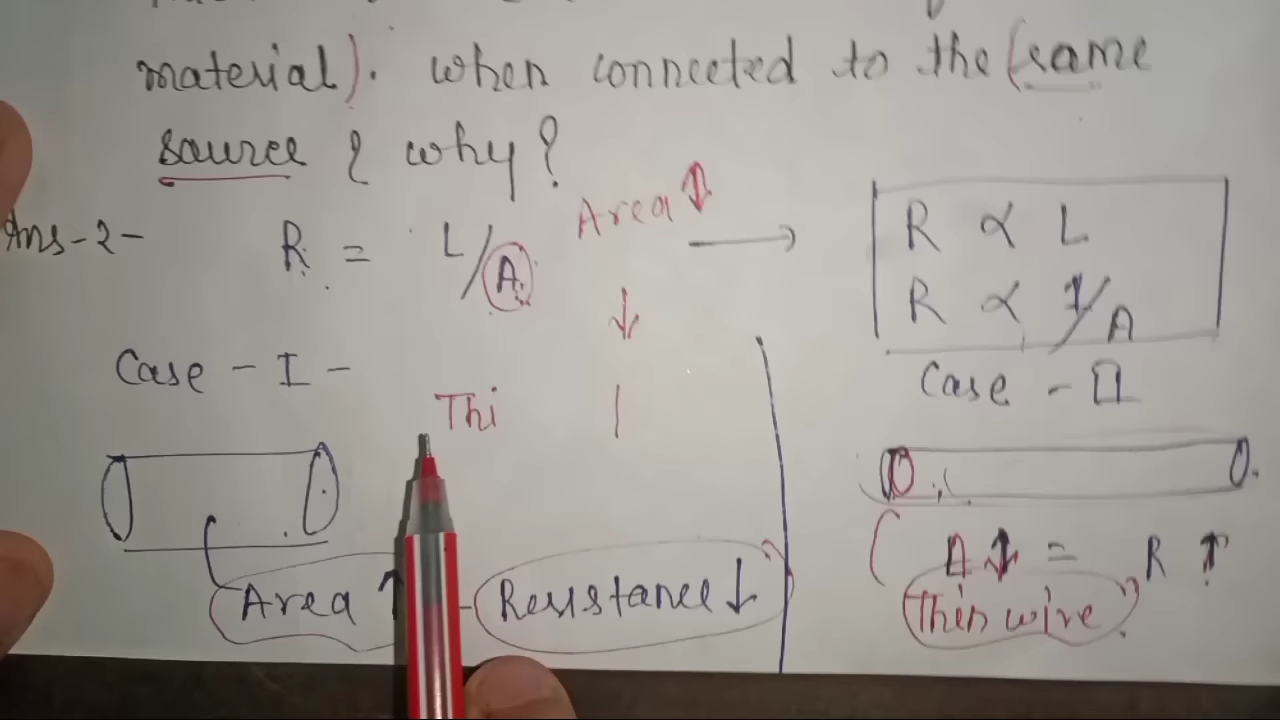 material). when connected to the (same
source & why?
Ans-2- R = L/A Area ↑ →
R ∝ L
R ∝ 1/A
↓
Case - I -
Thi
Area ↑ - Resistance ↓
Case - II
A ↓ = R ↑
Thin wire